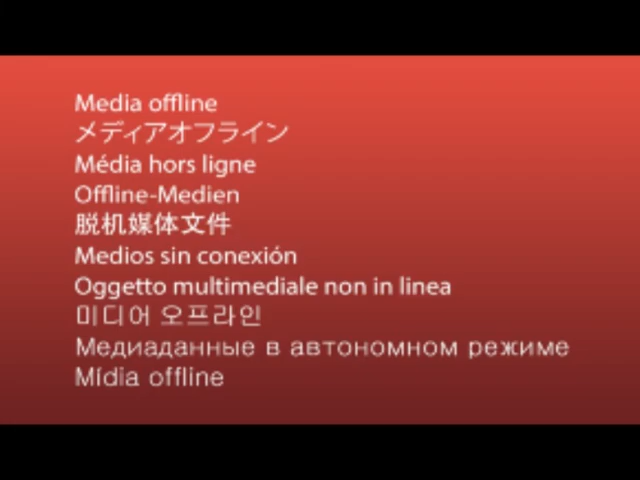 Media offline
メディアオフライン
Média hors ligne
Offline-Medien
脱机媒体文件
Medios sin conexión
Oggetto multimediale non in linea
미디어 오프라인
Медиаданные в автономном режиме
Mídia offline